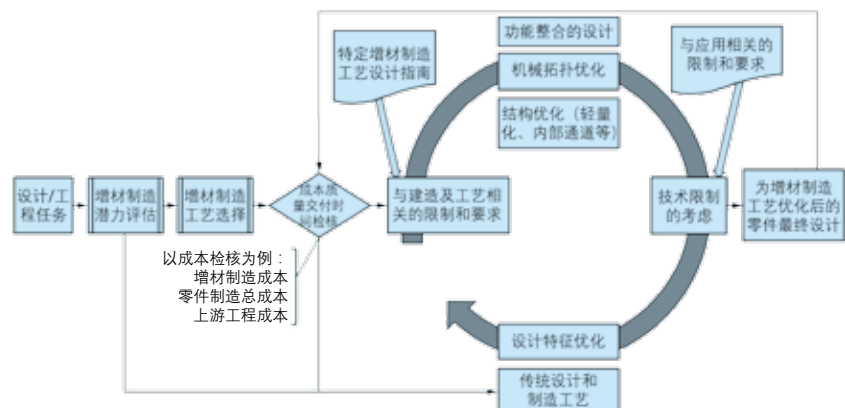 功能整合的设计
特定增材制造
工艺设计指南
机械拓扑优化
与应用相关的
限制和要求
结构优化（轻量
化、内部通道等）
设计/工
程任务
增材制造
潜力评估
增材制造
工艺选择
成本质
量交付时
间检核
与建造及工艺相
关的限制和要求
技术限制
的考虑
为增材制造
工艺优化后的
零件最终设计
以成本检核为例：
增材制造成本
零件制造总成本
上游工程成本
设计特征优化
传统设计和
制造工艺